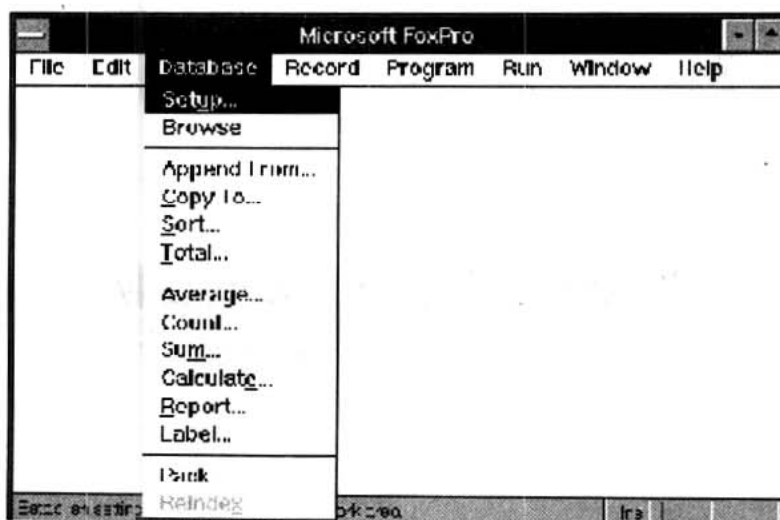 Microsoft FoxPro
File Edit Database Record Program Run Window Help
Setup...
Browse
Append From...
Copy To...
Sort...
Total...
Average...
Count...
Sum...
Calculate...
Report...
Label...
Pack
Reindex
Ins